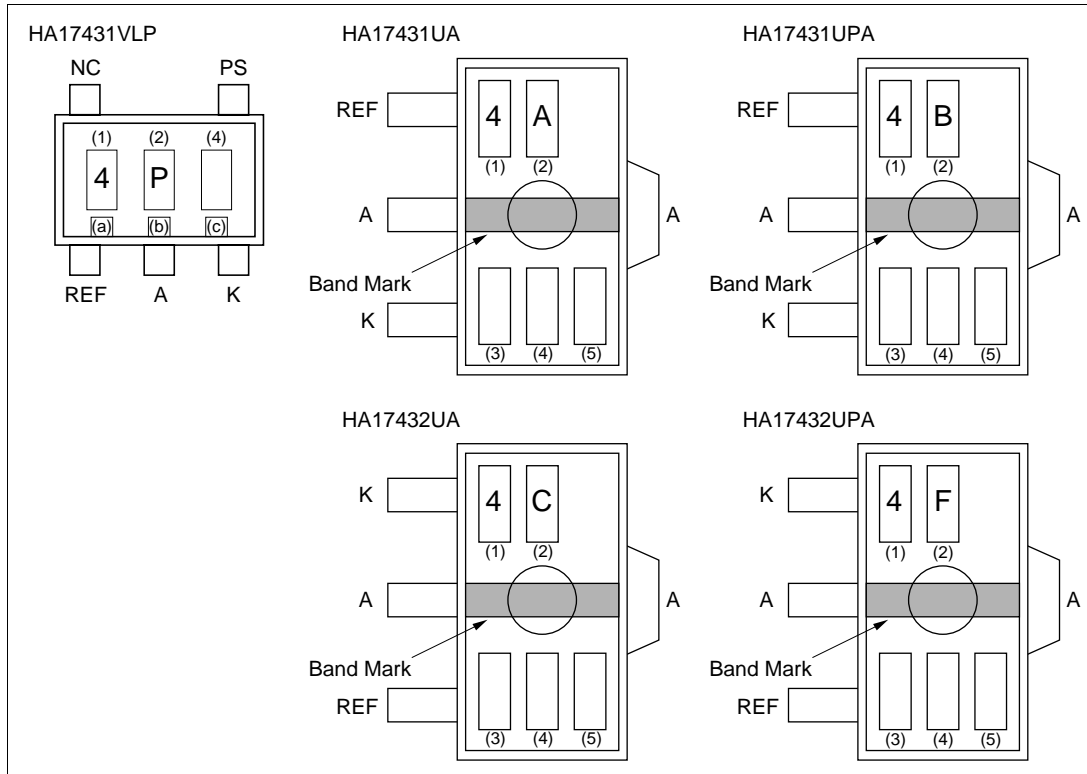 HA17431VLP
NC PS
(1) (2) (4)
4 P
(a) (b) (c)
REF A K
HA17431UA
REF
4 A
(1) (2)
A A
Band Mark
K
(3) (4) (5)
HA17431UPA
REF
4 B
(1) (2)
A A
Band Mark
K
(3) (4) (5)
HA17432UA
K
4 C
(1) (2)
A A
Band Mark
REF
(3) (4) (5)
HA17432UPA
K
4 F
(1) (2)
A A
Band Mark
REF
(3) (4) (5)